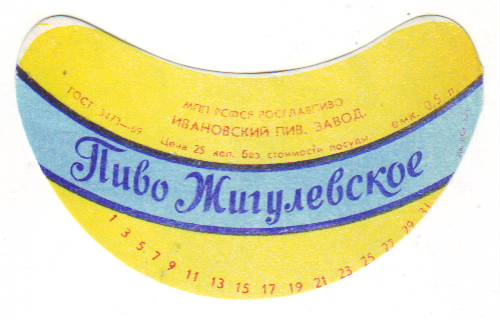 МПП РСФСР РОСГЛАВПИВО
ИВАНОВСКИЙ ПИВ. ЗАВОД.
ГОСТ 3473—69
емк. 0,5 л
Цена 25 коп. Без стоимости посуды
Пиво Жигулевское
1 3 5 7 9 11 13 15 17 19 21 23 25 27 29 31